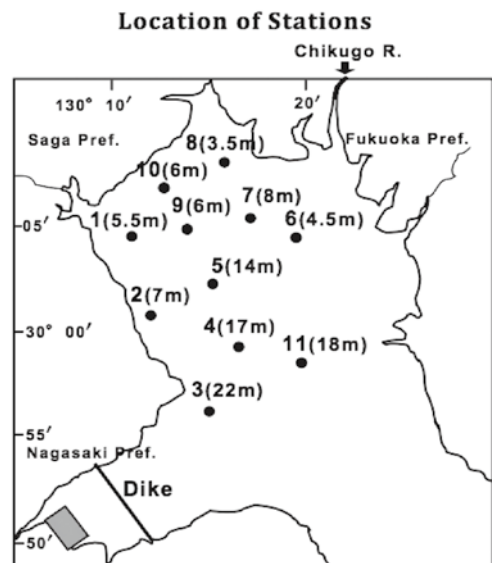 Location of Stations
Chikugo R.
130° 10′
20′
Saga Pref.
Fukuoka Pref.
8(3.5m)
10(6m)
7(8m)
9(6m)
1(5.5m)
6(4.5m)
05′
5(14m)
2(7m)
30° 00′
4(17m)
11(18m)
3(22m)
55′
Nagasaki Pref.
Dike
50′